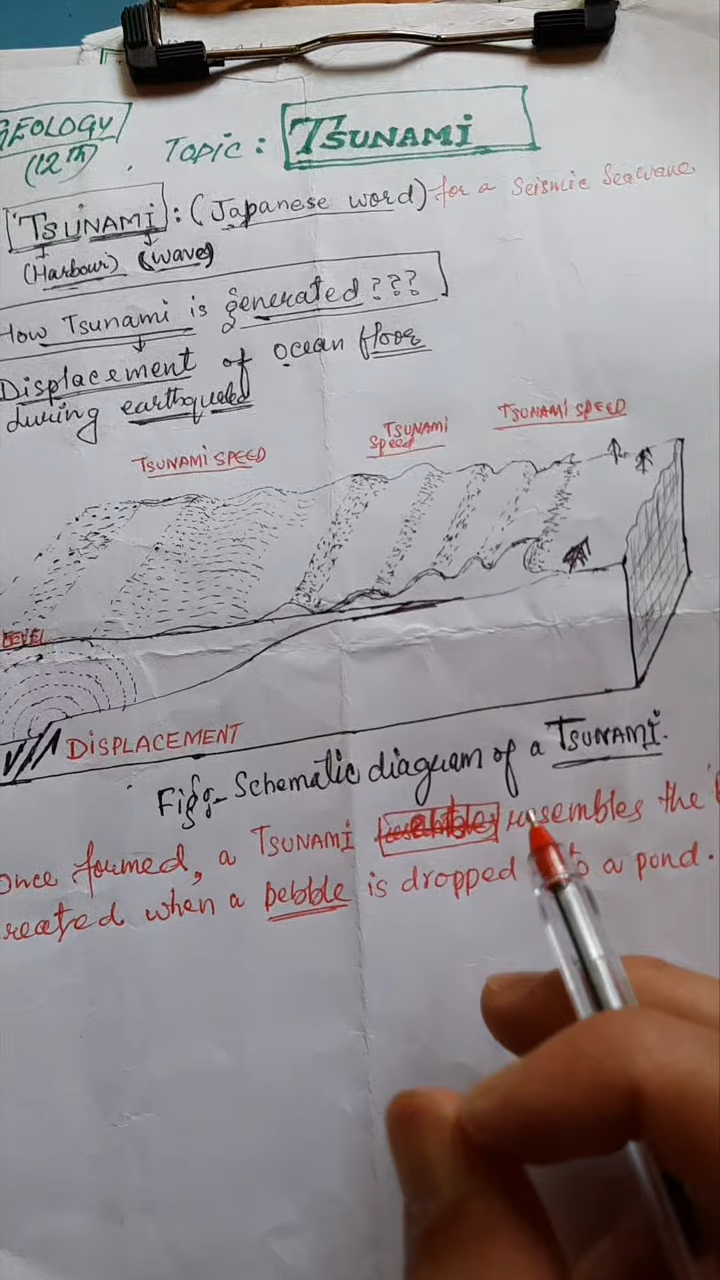 GEOLOGY
(12th)
Topic: TSUNAMI
'TSUNAMI: (Japanese word) for a Seismic Seawave
(Harbour) (wave)
How Tsunami is generated???
Displacement of ocean floor
during earthquake
TSUNAMI SPEED
TSUNAMI
Speed
TSUNAMI SPEED
LEVEL
DISPLACEMENT
Fig:- Schematic diagram of a TSUNAMI.
Once formed, a TSUNAMI resembles the
created when a pebble is dropped a pond.